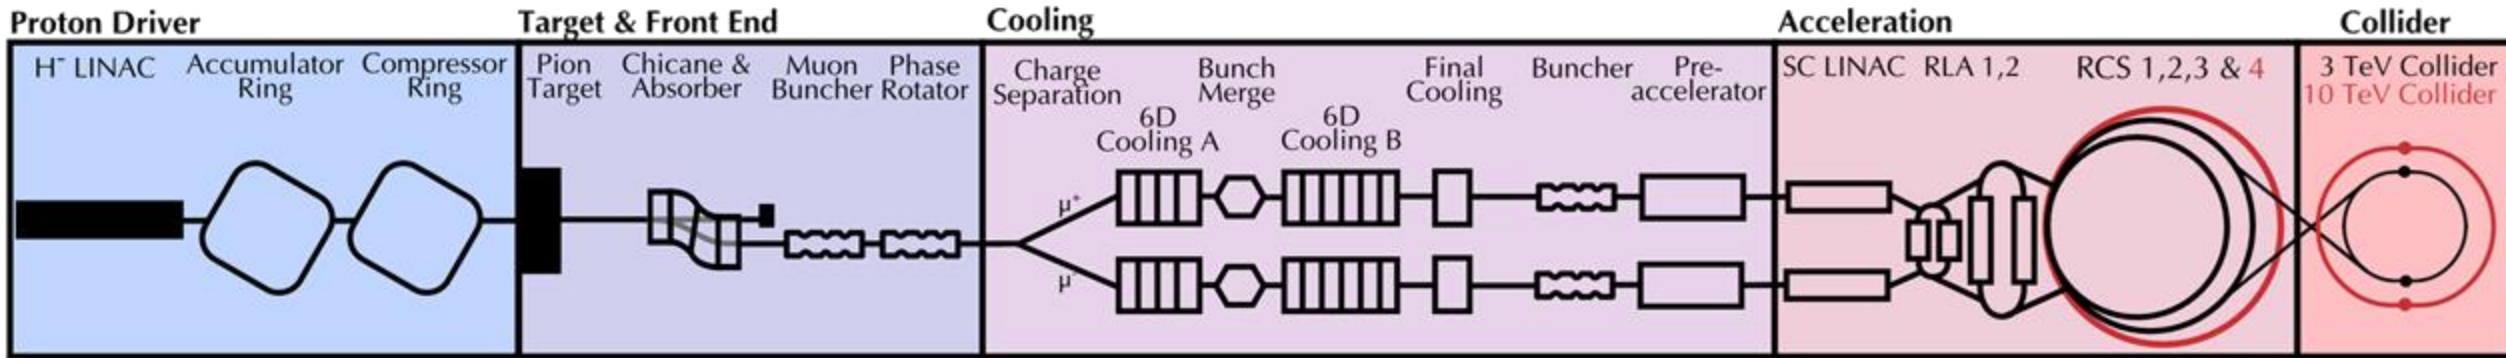 Proton Driver
H⁻ LINAC
Accumulator
Ring
Compressor
Ring
Target & Front End
Pion
Target
Chicane &
Absorber
Muon
Buncher
Phase
Rotator
Cooling
Charge
Separation
μ⁺
μ⁻
6D
Cooling A
Bunch
Merge
6D
Cooling B
Final
Cooling
Buncher
Pre-
accelerator
Acceleration
SC LINAC
RLA 1,2
RCS 1,2,3 & 4
Collider
3 TeV Collider
10 TeV Collider